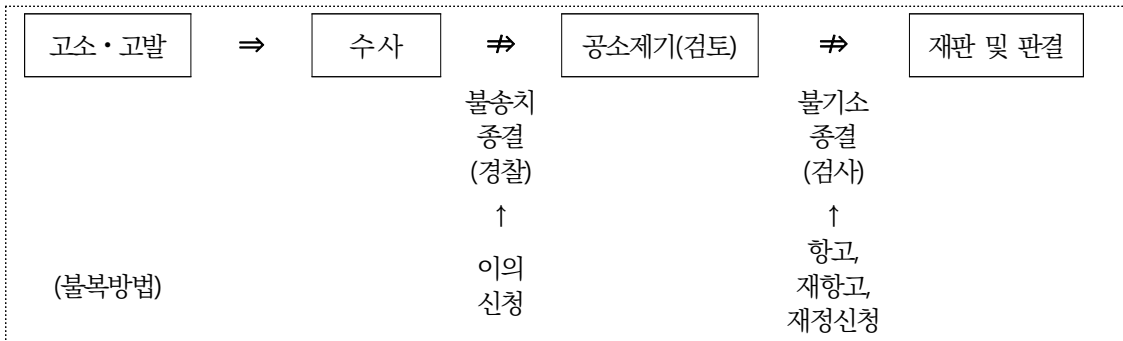 고소・고발 ⇒ 수사 ⇏ 공소제기(검토) ⇏ 재판 및 판결
불송치 불기소
종결 종결
(경찰) (검사)
↑ ↑
(불복방법) 이의 항고,
신청 재항고,
재정신청